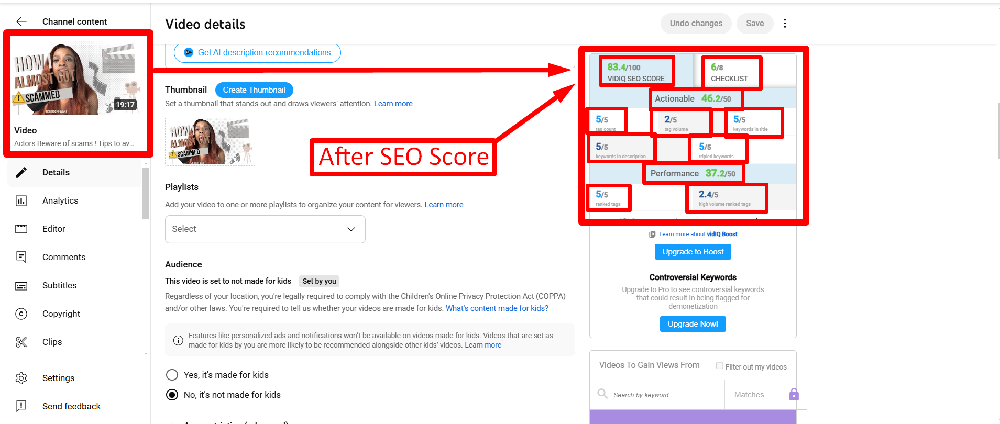 Channel content
HOW I
ALMOST GOT
SCAMMED
ACTORS BEWARE
19:17
Video
Actors Beware of scams ! Tips to av...
Details
Analytics
Editor
Comments
Subtitles
Copyright
Clips
Settings
Send feedback
Video details
Undo changes
Save
Get AI description recommendations
Thumbnail
Create Thumbnail
Set a thumbnail that stands out and draws viewers' attention. Learn more
HOW I
ALMOST GOT
SCAMMED
After SEO Score
Playlists
Add your video to one or more playlists to organize your content for viewers. Learn more
Select
Audience
This video is set to not made for kids
Set by you
Regardless of your location, you're legally required to comply with the Children's Online Privacy Protection Act (COPPA)
and/or other laws. You're required to tell us whether your videos are made for kids. What's content made for kids?
Features like personalized ads and notifications won't be available on videos made for kids. Videos that are set as
made for kids by you are more likely to be recommended alongside other kids' videos. Learn more
Yes, it's made for kids
No, it's not made for kids
83.4/100
VIDIQ SEO SCORE
6/8
CHECKLIST
Actionable 46.2/50
5/5
tag count
2/5
tag volume
5/5
keywords in title
5/5
keywords in description
5/5
tripled keywords
Performance 37.2/50
5/5
ranked tags
2.4/5
high volume ranked tags
Learn more about vidIQ Boost
Upgrade to Boost
Controversial Keywords
Upgrade to Pro to see controversial keywords
that could result in being flagged for
demonetization
Upgrade Now!
Videos To Gain Views From
Filter out my videos
Search by keyword
Matches